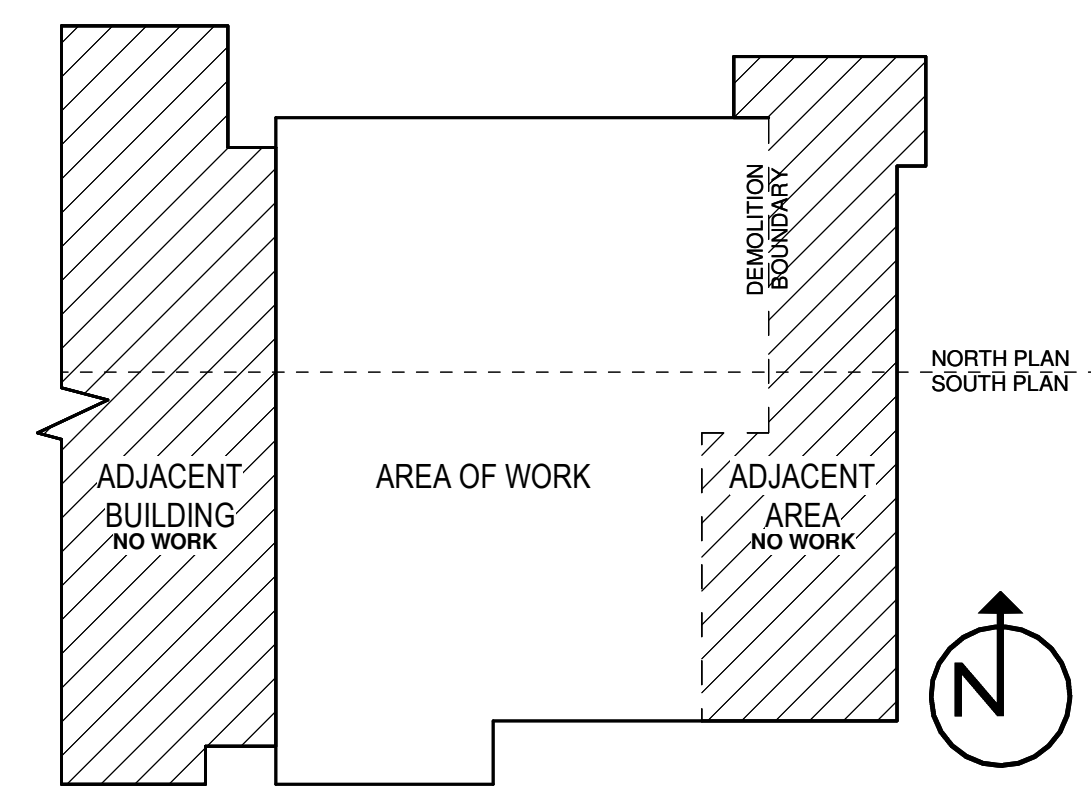 DEMOLITION
BOUNDARY
NORTH PLAN
SOUTH PLAN
ADJACENT
BUILDING
NO WORK
AREA OF WORK
ADJACENT
AREA
NO WORK
N